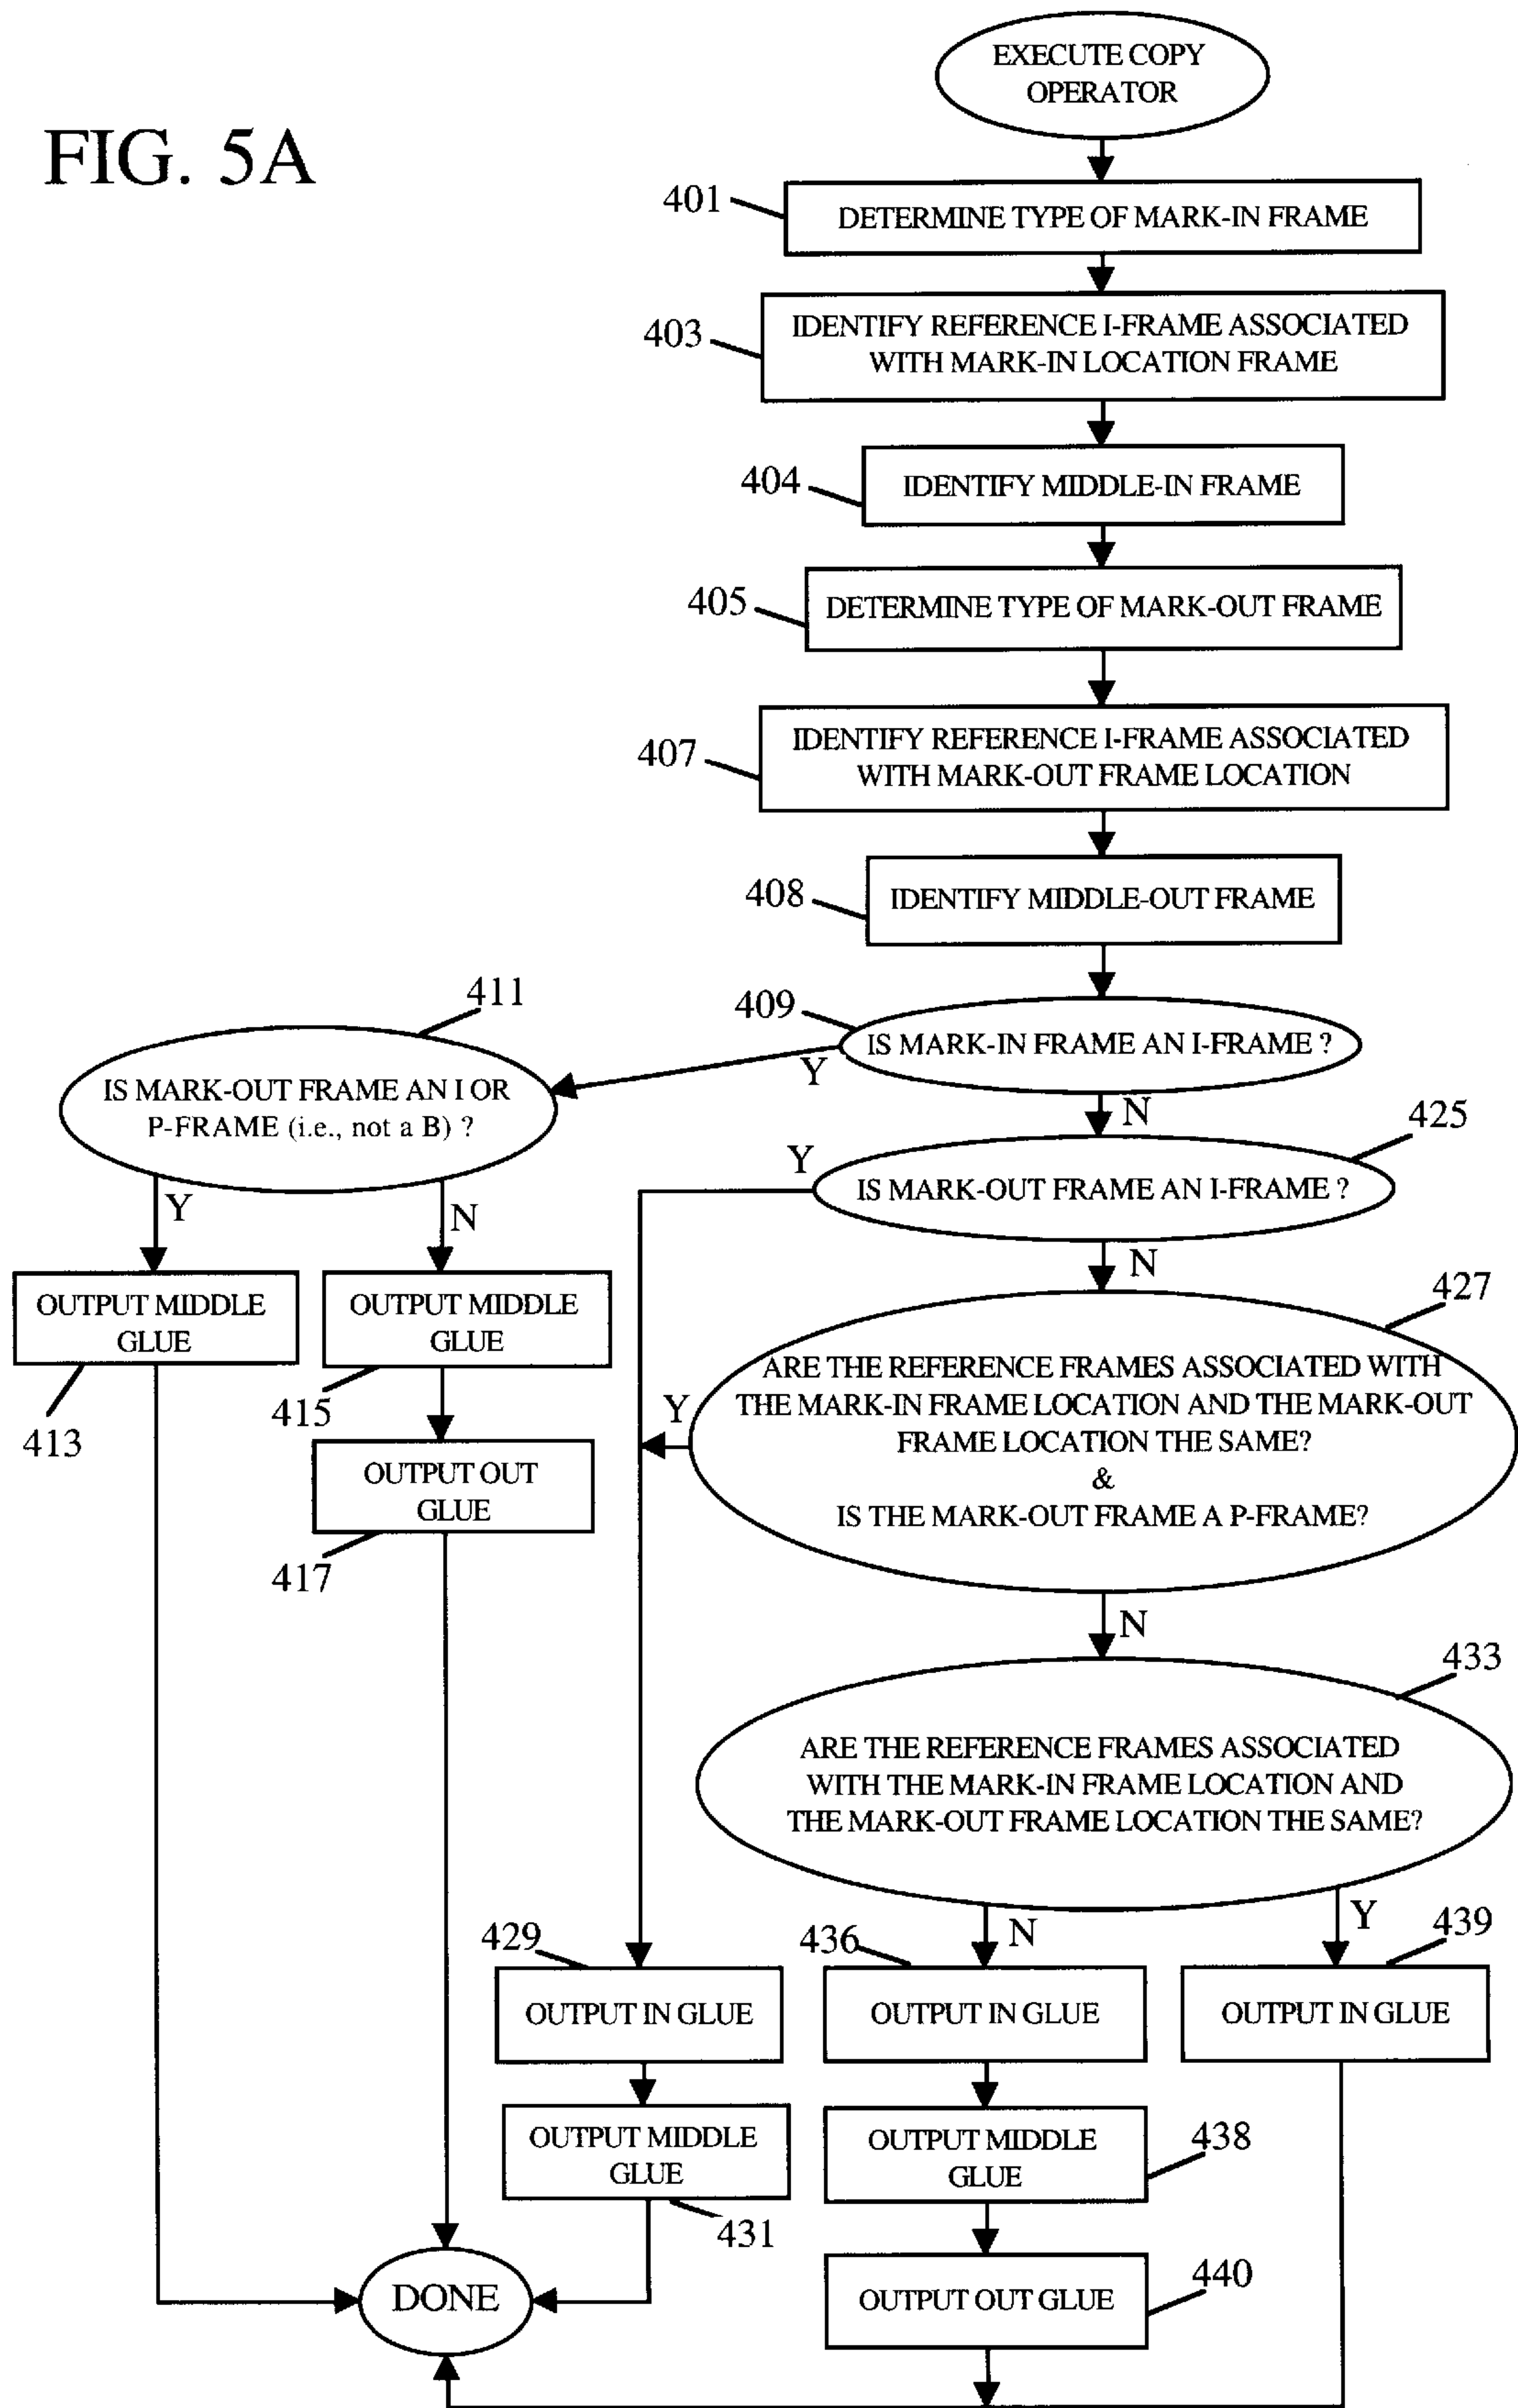 FIG. 5A
EXECUTE COPY
OPERATOR
401
DETERMINE TYPE OF MARK-IN FRAME
403
IDENTIFY REFERENCE I-FRAME ASSOCIATED
WITH MARK-IN LOCATION FRAME
404
IDENTIFY MIDDLE-IN FRAME
405
DETERMINE TYPE OF MARK-OUT FRAME
407
IDENTIFY REFERENCE I-FRAME ASSOCIATED
WITH MARK-OUT FRAME LOCATION
408
IDENTIFY MIDDLE-OUT FRAME
409
IS MARK-IN FRAME AN I-FRAME ?
Y
N
411
IS MARK-OUT FRAME AN I OR
P-FRAME (i.e., not a B) ?
Y
N
OUTPUT MIDDLE
GLUE
413
OUTPUT MIDDLE
GLUE
415
OUTPUT OUT
GLUE
417
425
IS MARK-OUT FRAME AN I-FRAME ?
Y
N
427
ARE THE REFERENCE FRAMES ASSOCIATED WITH
THE MARK-IN FRAME LOCATION AND THE MARK-OUT
FRAME LOCATION THE SAME?
&
IS THE MARK-OUT FRAME A P-FRAME?
Y
N
433
ARE THE REFERENCE FRAMES ASSOCIATED
WITH THE MARK-IN FRAME LOCATION AND
THE MARK-OUT FRAME LOCATION THE SAME?
N
Y
429
OUTPUT IN GLUE
OUTPUT MIDDLE
GLUE
431
436
OUTPUT IN GLUE
OUTPUT MIDDLE
GLUE
438
OUTPUT OUT GLUE
440
439
OUTPUT IN GLUE
DONE